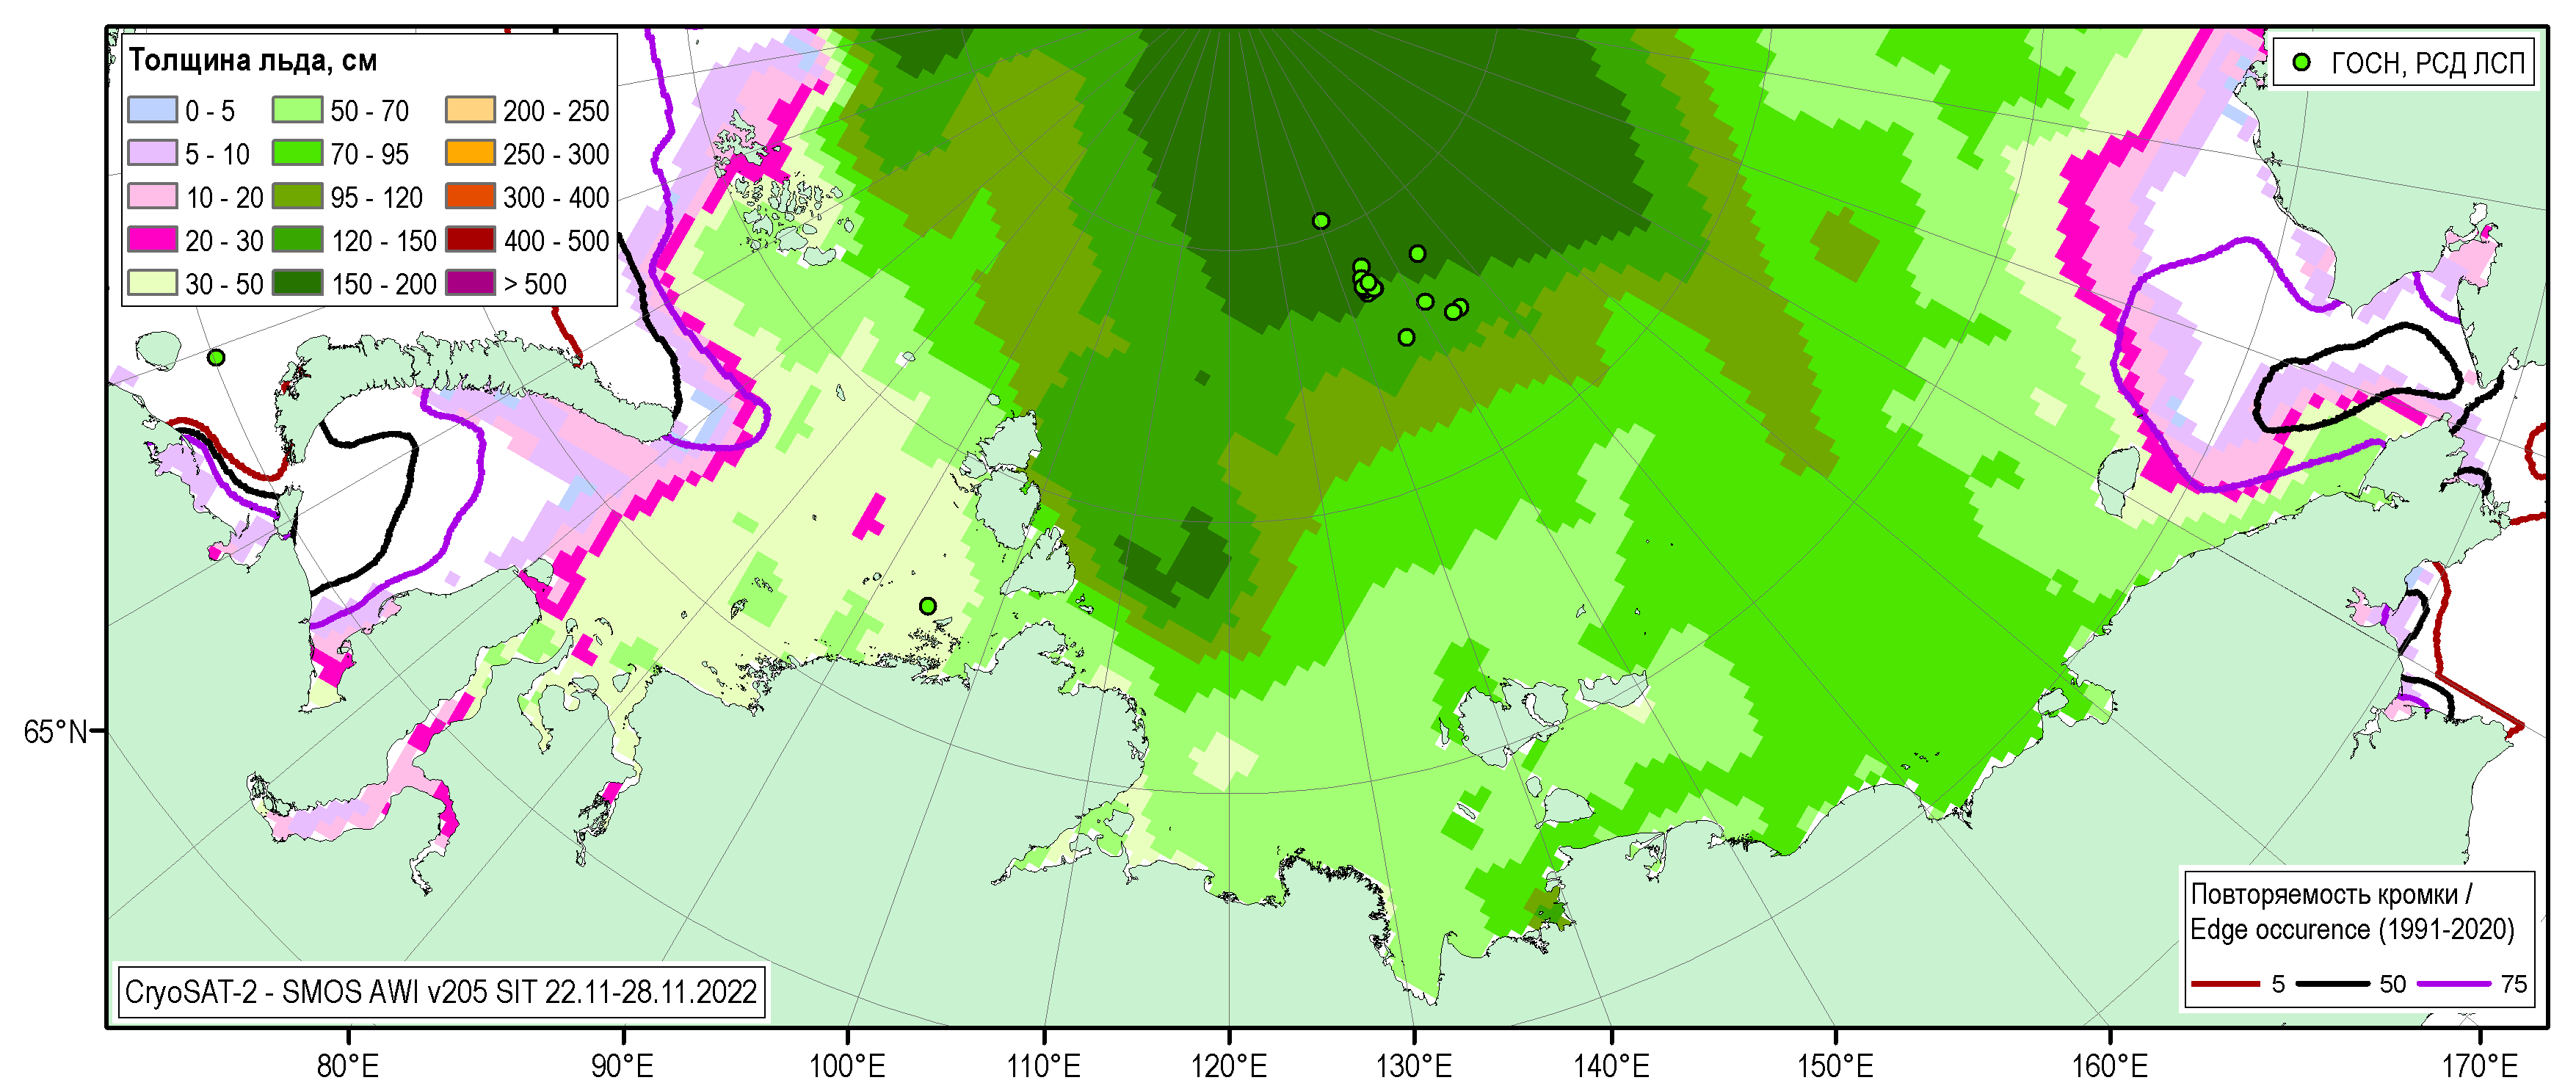 Толщина льда, см
0 - 5
50 - 70
200 - 250
5 - 10
70 - 95
250 - 300
10 - 20
95 - 120
300 - 400
20 - 30
120 - 150
400 - 500
30 - 50
150 - 200
> 500
ГОСН, РСД ЛСП
65°N
Повторяемость кромки /
Edge occurence (1991-2020)
5
50
75
CryoSAT-2 - SMOS AWI v205 SIT 22.11-28.11.2022
80°E
90°E
100°E
110°E
120°E
130°E
140°E
150°E
160°E
170°E